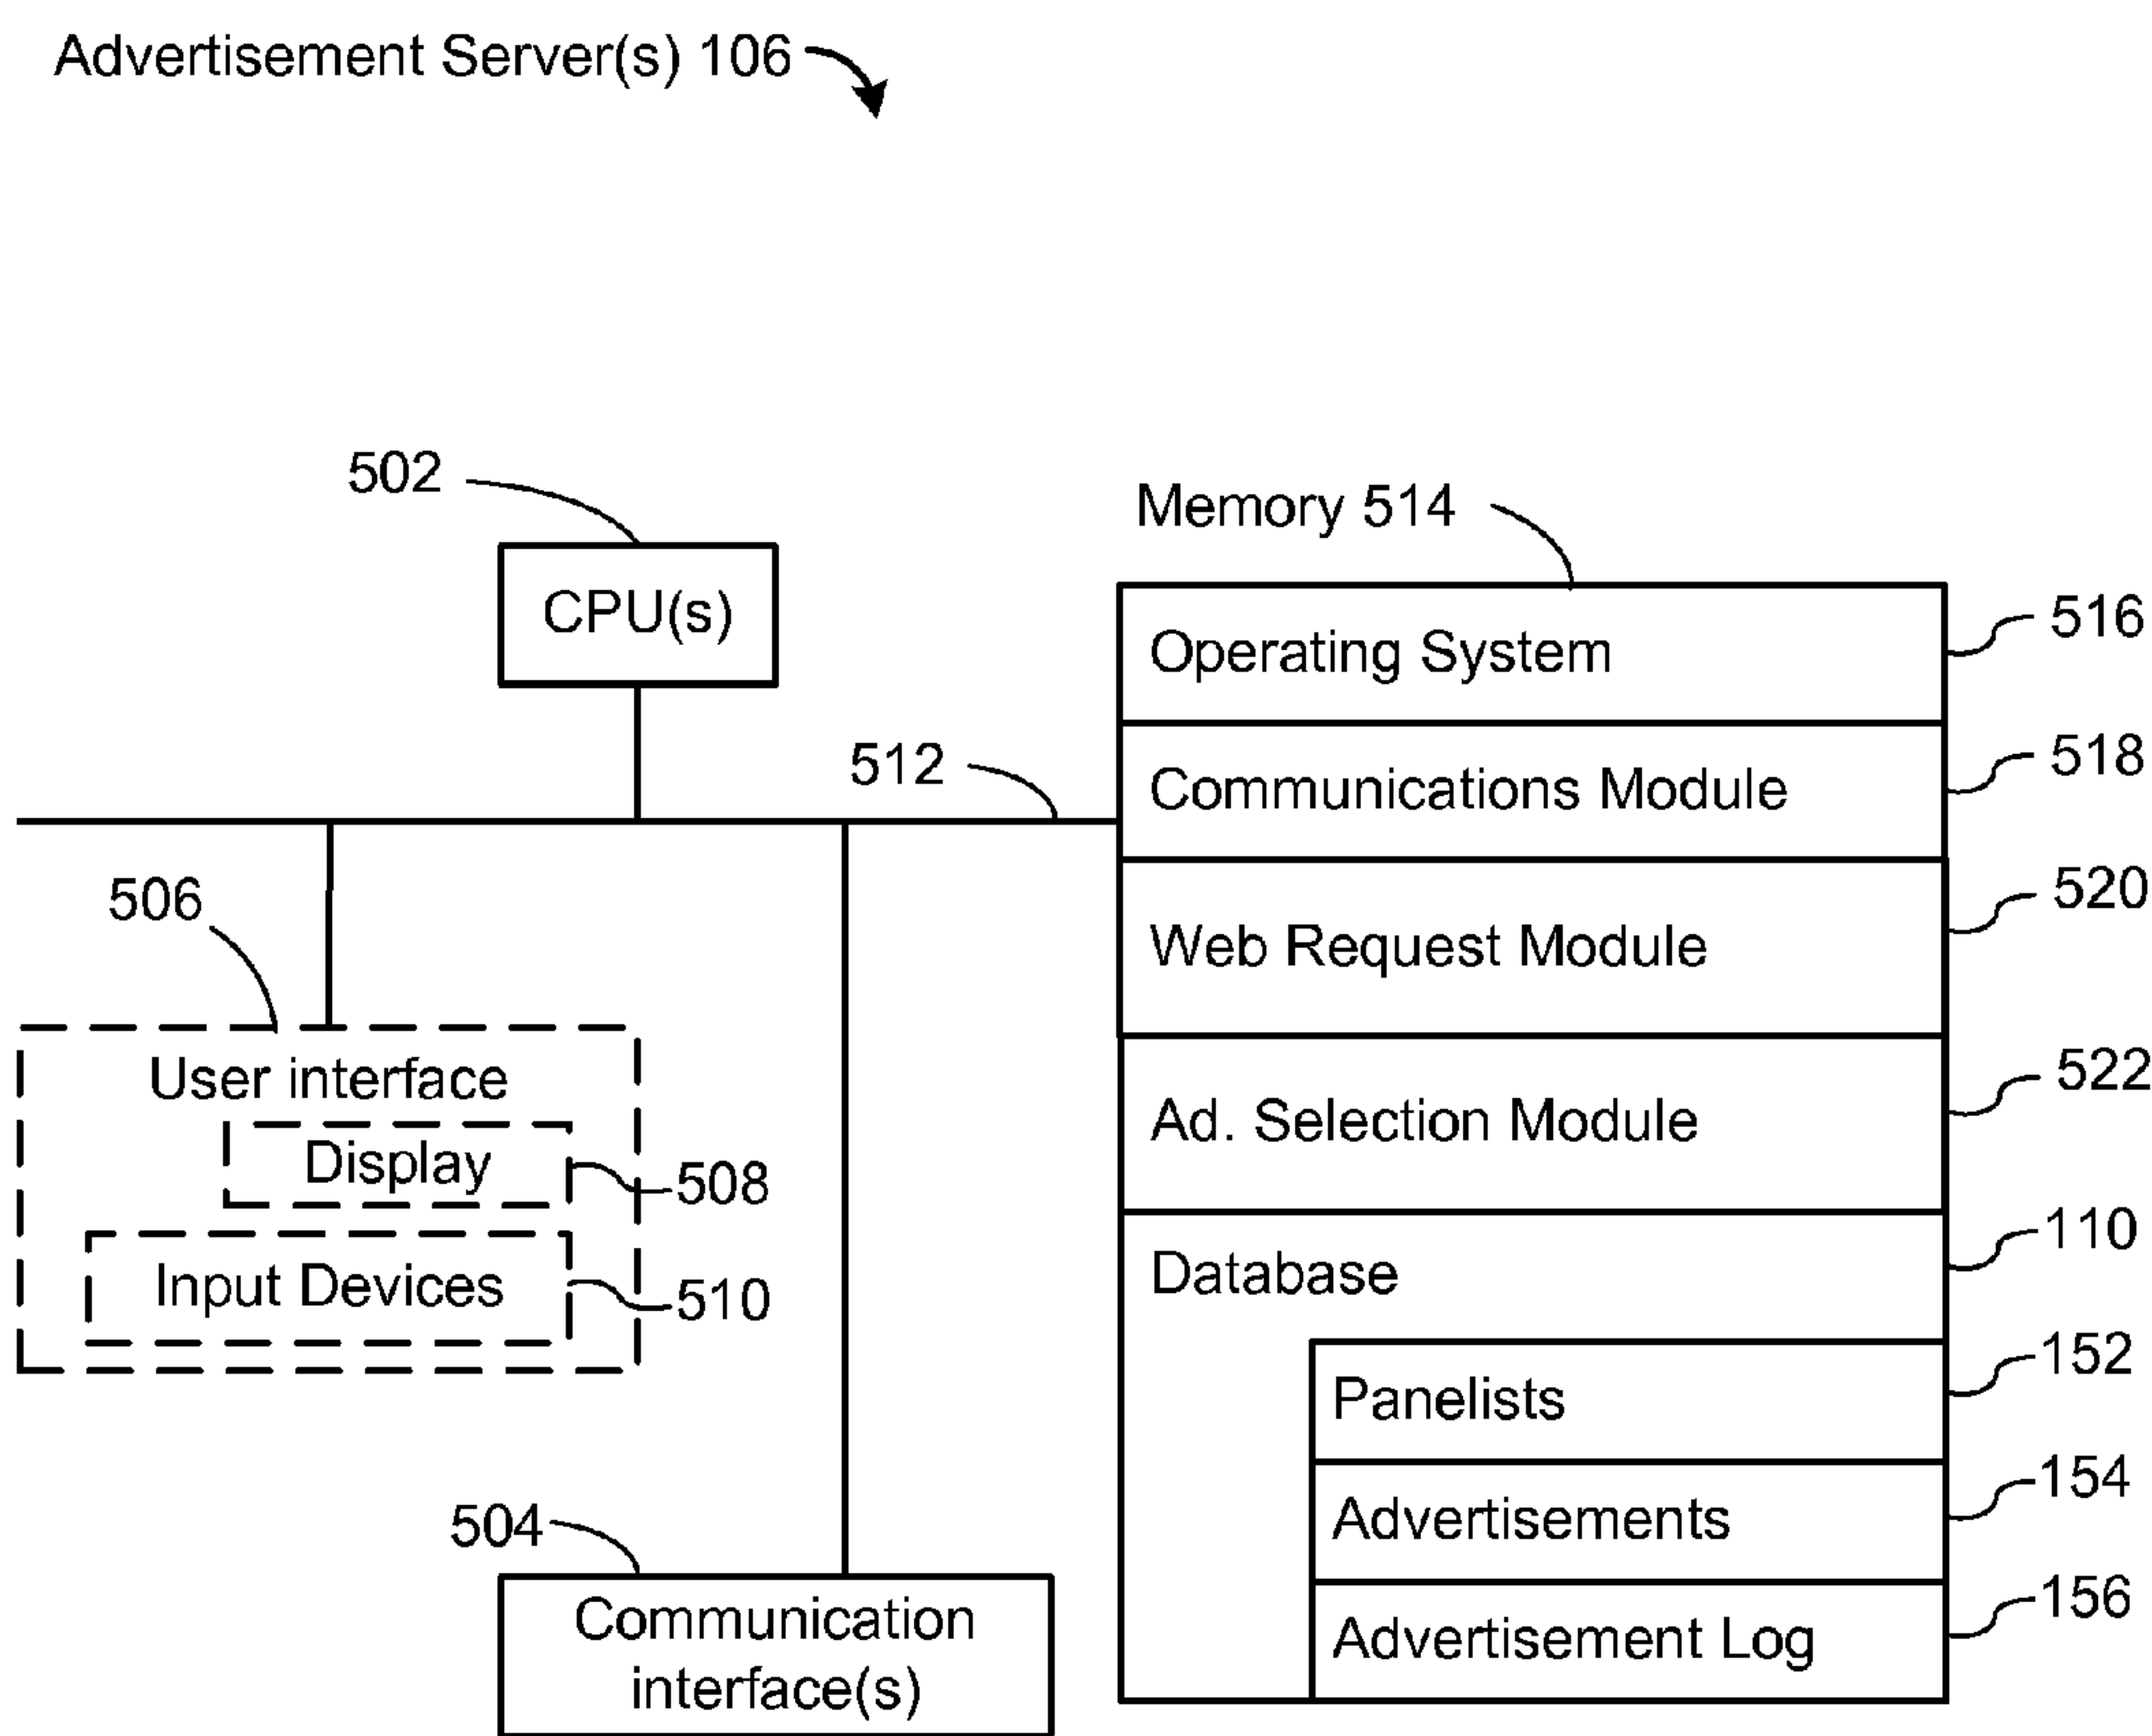 Advertisement Server(s) 106
502
CPU(s)
512
506
User interface
Display
508
Input Devices
510
504
Communication
interface(s)
Memory 514
Operating System
516
Communications Module
518
Web Request Module
520
Ad. Selection Module
522
Database
110
Panelists
152
Advertisements
154
Advertisement Log
156